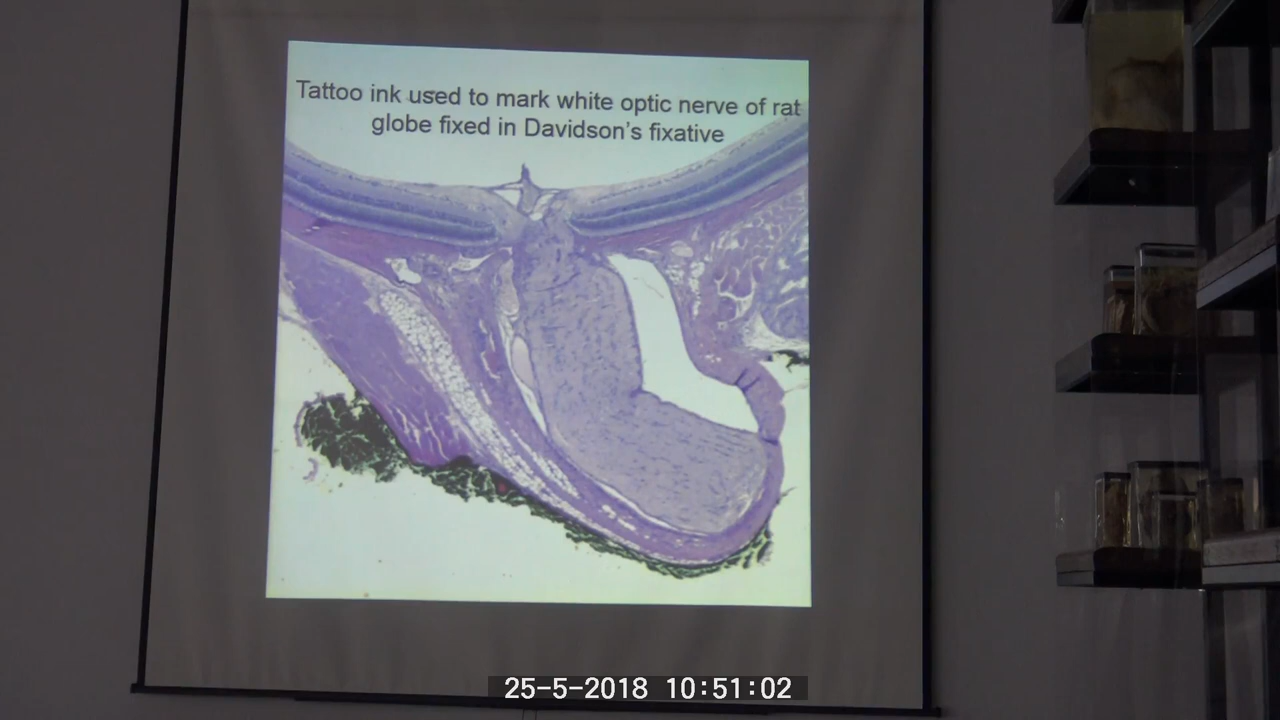 Tattoo ink used to mark white optic nerve of rat
globe fixed in Davidson's fixative
25-5-2018 10:51:02